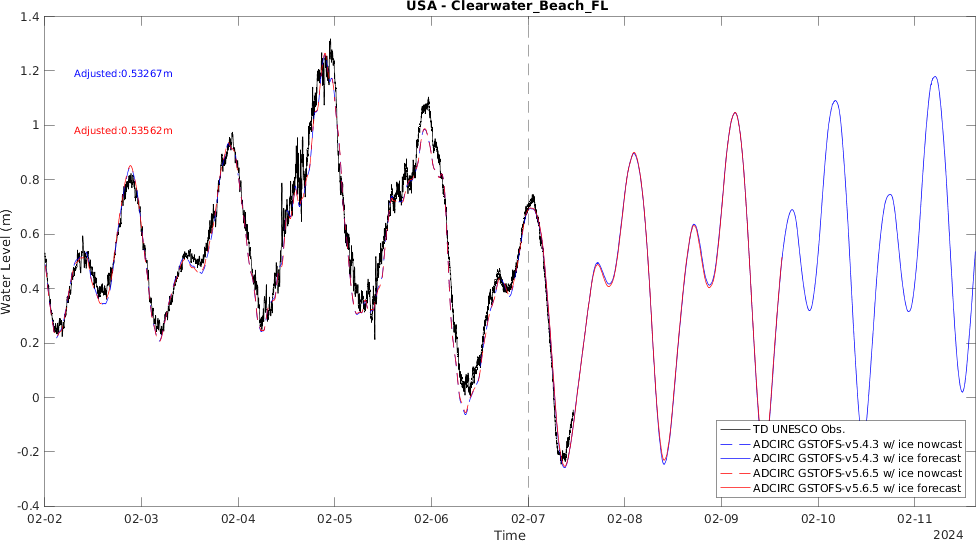 USA - Clearwater_Beach_FL
1.4
1.2
1
0.8
0.6
0.4
0.2
0
-0.2
-0.4
Water Level (m)
Adjusted:0.53267m
Adjusted:0.53562m
TD UNESCO Obs.
ADCIRC GSTOFS-v5.4.3 w/ ice nowcast
ADCIRC GSTOFS-v5.4.3 w/ ice forecast
ADCIRC GSTOFS-v5.6.5 w/ ice nowcast
ADCIRC GSTOFS-v5.6.5 w/ ice forecast
02-02 02-03 02-04 02-05 02-06 02-07 02-08 02-09 02-10 02-11
Time
2024